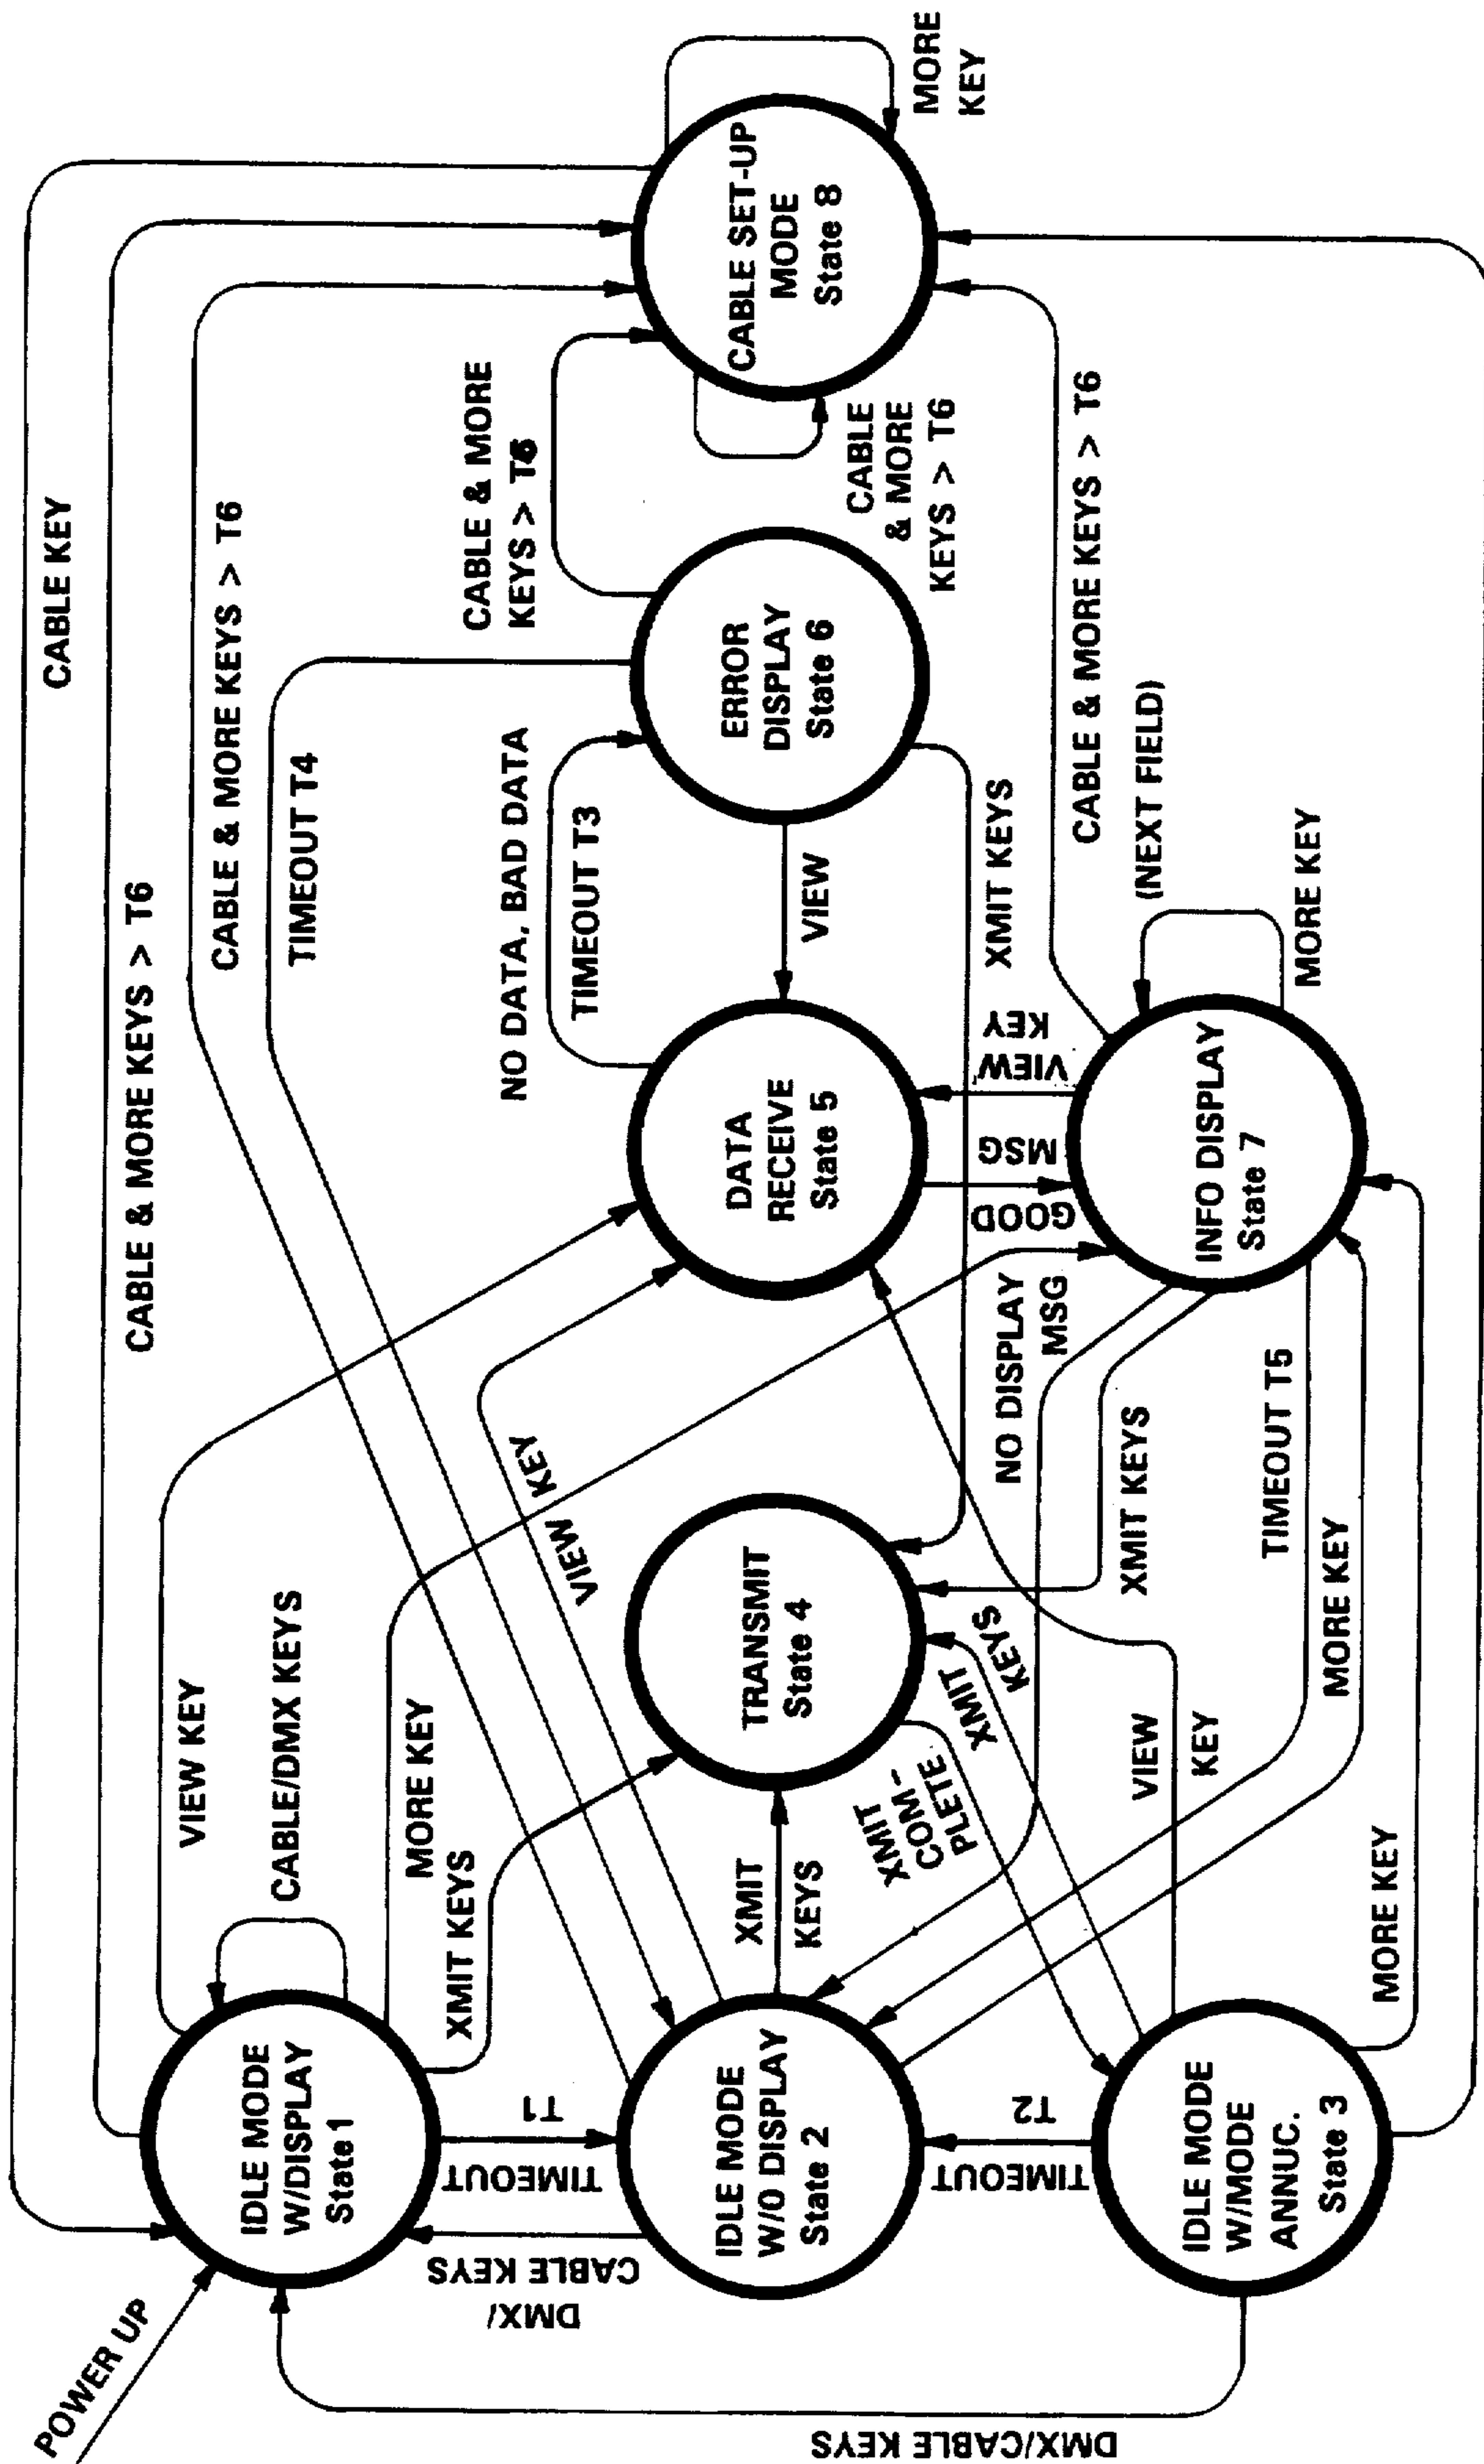 POWER UP
CABLE KEY
CABLE & MORE KEYS > T6
CABLE & MORE KEYS > T6
TIMEOUT T4
VIEW KEY
CABLE/DMX KEYS
MORE KEY
XMIT KEYS
IDLE MODE
W/DISPLAY
State 1
TIMEOUT T1
DMX/
CABLE KEYS
IDLE MODE
W/O DISPLAY
State 2
VIEW KEY
XMIT
KEYS
TIMEOUT T2
DMX/CABLE KEYS
IDLE MODE
W/MODE
ANNUC.
State 3
TRANSMIT
State 4
XMIT
COM-
PLETE
XMIT
KEYS
VIEW
KEY
NO DATA, BAD DATA
TIMEOUT T3
DATA
RECEIVE
State 5
VIEW
ERROR
DISPLAY
State 6
CABLE & MORE
KEYS > T6
XMIT KEYS
GOOD MSG
VIEW
KEY
NO DISPLAY
MSG
XMIT KEYS
TIMEOUT T5
MORE KEY
MORE KEY
INFO DISPLAY
State 7
(NEXT FIELD)
MORE KEY
CABLE & MORE KEYS > T6
CABLE
& MORE
KEYS > T6
CABLE SET-UP
MODE
State 8
MORE
KEY